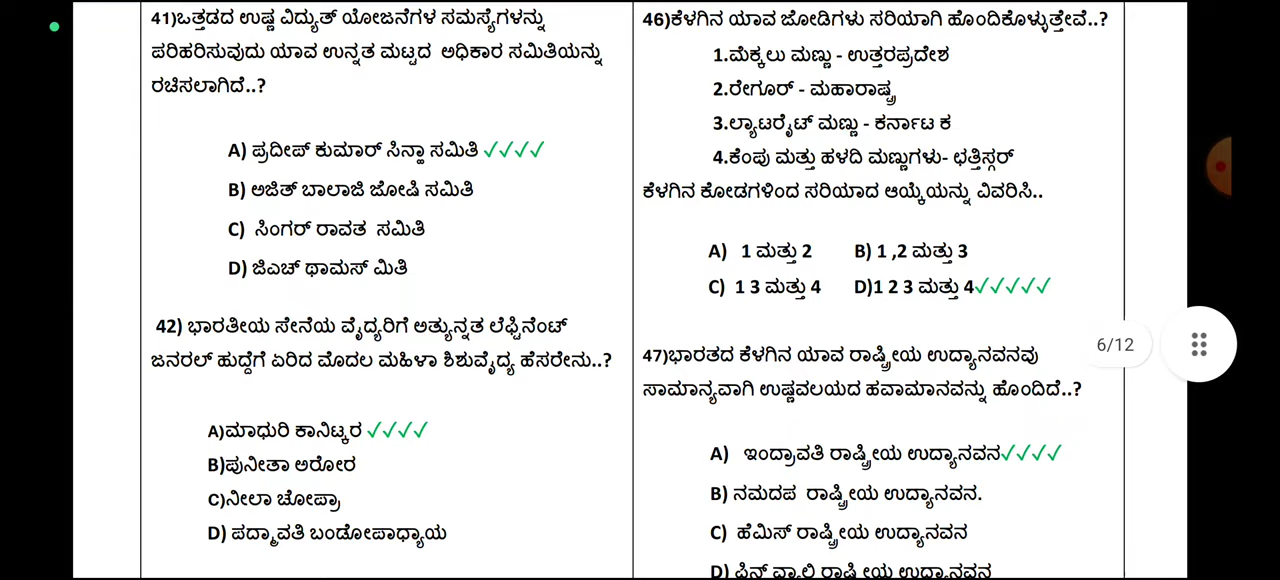 41)ಒತ್ತಡದ ಉಷ್ಣ ವಿದ್ಯುತ್ ಯೋಜನೆಗಳ ಸಮಸ್ಯೆಗಳನ್ನು
ಪರಿಹರಿಸುವುದು ಯಾವ ಉನ್ನತ ಮಟ್ಟದ ಅಧಿಕಾರ ಸಮಿತಿಯನ್ನು
ರಚಿಸಲಾಗಿದೆ..?
A) ಪ್ರದೀಪ್ ಕುಮಾರ್ ಸಿನ್ಹಾ ಸಮಿತಿ ✓✓✓✓
B) ಅಜಿತ್ ಬಾಲಾಜಿ ಜೋಷಿ ಸಮಿತಿ
C) ಸಿಂಗರ್ ರಾವತ ಸಮಿತಿ
D) ಜಿಎಚ್ ಥಾಮಸ್ ಮಿತಿ
42) ಭಾರತೀಯ ಸೇನೆಯ ವೈದ್ಯರಿಗೆ ಅತ್ಯುನ್ನತ ಲೆಫ್ಟಿನೆಂಟ್
ಜನರಲ್ ಹುದ್ದೆಗೆ ಏರಿದ ಮೊದಲ ಮಹಿಳಾ ಶಿಶುವೈದ್ಯ ಹೆಸರೇನು..?
A)ಮಾಧುರಿ ಕಾನಿಟ್ಕರ ✓✓✓✓
B)ಪುನೀತಾ ಅರೋರ
C)ನೀಲಾ ಚೋಪ್ರಾ
D) ಪದ್ಮಾವತಿ ಬಂಡೋಪಾಧ್ಯಾಯ
46)ಕೆಳಗಿನ ಯಾವ ಜೋಡಿಗಳು ಸರಿಯಾಗಿ ಹೊಂದಿಕೊಳ್ಳುತ್ತೇವೆ..?
1.ಮೆಕ್ಕಲು ಮಣ್ಣು - ಉತ್ತರಪ್ರದೇಶ
2.ರೇಗೂರ್ - ಮಹಾರಾಷ್ಟ್ರ
3.ಲ್ಯಾಟರೈಟ್ ಮಣ್ಣು - ಕರ್ನಾಟ ಕ
4.ಕೆಂಪು ಮತ್ತು ಹಳದಿ ಮಣ್ಣುಗಳು- ಛತ್ತಿಸ್ಗರ್
ಕೆಳಗಿನ ಕೋಡಗಳಿಂದ ಸರಿಯಾದ ಆಯ್ಕೆಯನ್ನು ವಿವರಿಸಿ..
A) 1 ಮತ್ತು 2 B) 1 ,2 ಮತ್ತು 3
C) 1 3 ಮತ್ತು 4 D)1 2 3 ಮತ್ತು 4✓✓✓✓✓
47)ಭಾರತದ ಕೆಳಗಿನ ಯಾವ ರಾಷ್ಟ್ರೀಯ ಉದ್ಯಾನವನವು
ಸಾಮಾನ್ಯವಾಗಿ ಉಷ್ಣವಲಯದ ಹವಾಮಾನವನ್ನು ಹೊಂದಿದೆ..?
A) ಇಂದ್ರಾವತಿ ರಾಷ್ಟ್ರೀಯ ಉದ್ಯಾನವನ✓✓✓✓
B) ನಮದಪ ರಾಷ್ಟ್ರೀಯ ಉದ್ಯಾನವನ.
C) ಹೆಮಿಸ್ ರಾಷ್ಟ್ರೀಯ ಉದ್ಯಾನವನ
D) ಪಿನ್ ವ್ಯಾಲಿ ರಾಷ್ಟ್ರೀಯ ಉದ್ಯಾನವನ
6/12